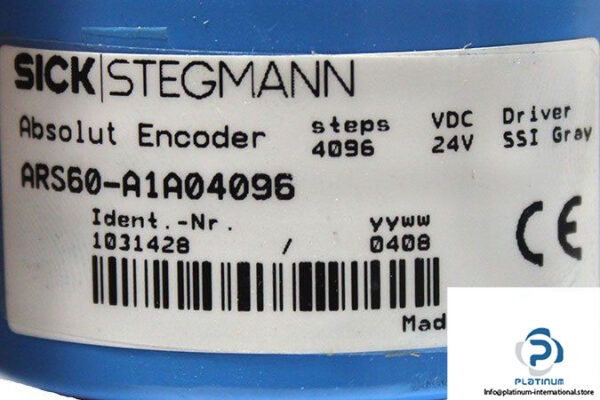 SICK|STEGMANN
Absolut Encoder
steps
4096
VDC
24V
Driver
SSI Gray
ARS60-A1A04096
Ident.-Nr.
1031428 /
yyww
0408
CE
Mad
PLATINUM
Info@platinum-international.store